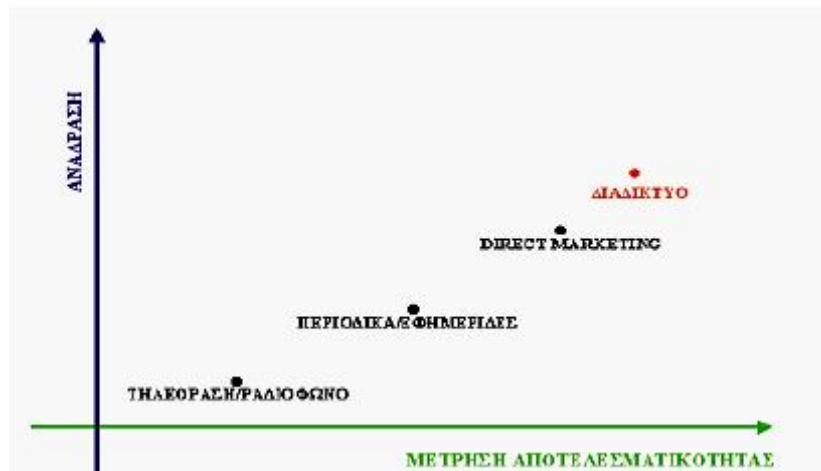 ΑΝΑΔΡΑΣΗ
ΔΙΑΔΙΚΤΥΟ
DIRECT MARKETING
ΠΕΡΙΟΔΙΚΑ/ΕΦΗΜΕΡΙΔΕΣ
ΤΗΛΕΟΡΑΣΗ/ΡΑΔΙΟΦΩΝΟ
ΜΕΤΡΗΣΗ ΑΠΟΤΕΛΕΣΜΑΤΙΚΟΤΗΤΑΣ